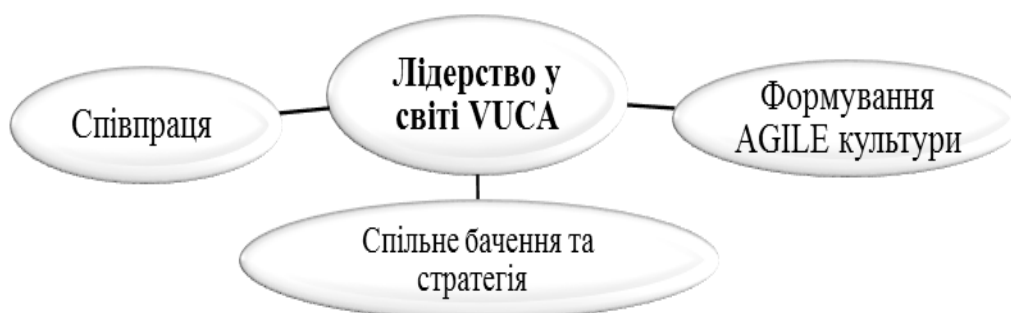 Лідерство у
світі VUCA
Співпраця
Формування
AGILE культури
Спільне бачення та
стратегія